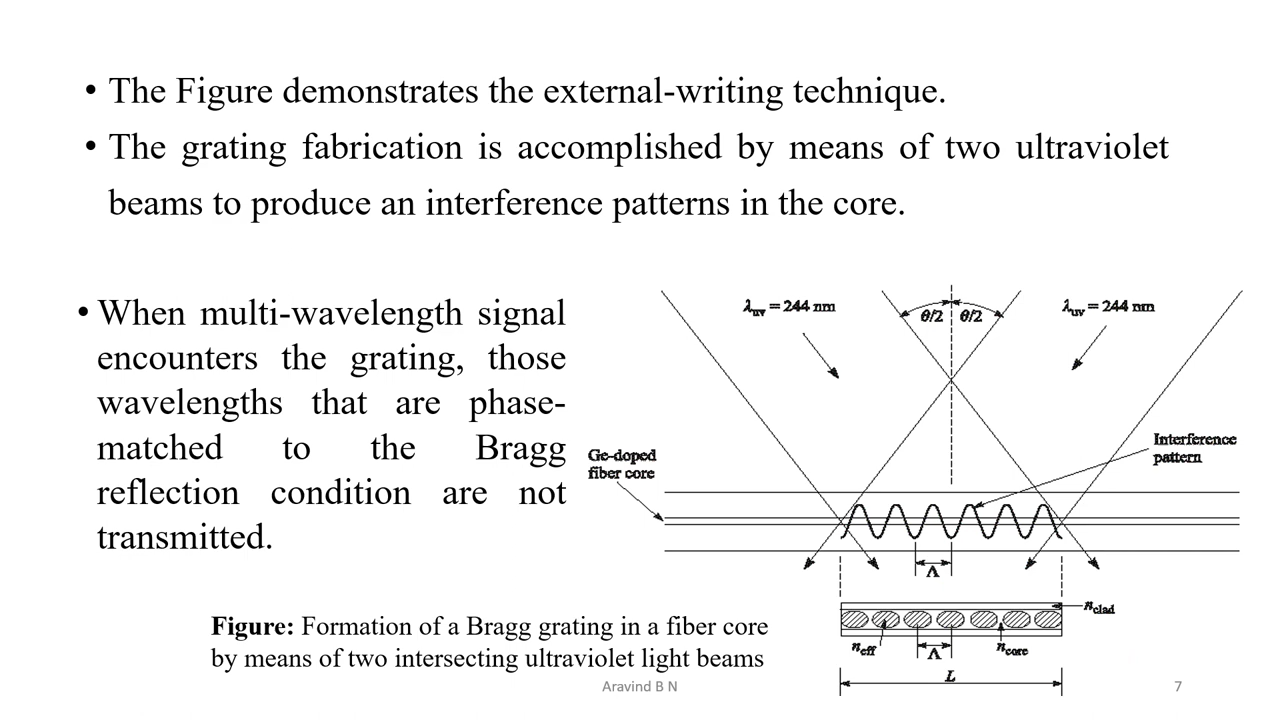 • The Figure demonstrates the external-writing technique.
• The grating fabrication is accomplished by means of two ultraviolet
beams to produce an interference patterns in the core.
• When multi-wavelength signal
encounters the grating, those
wavelengths that are phase-
matched to the Bragg
reflection condition are not
transmitted.
λuv = 244 nm
θ/2 θ/2
λuv = 244 nm
Ge-doped
fiber core
Interference
pattern
Λ
nclad
neff
Λ
ncore
L
Figure: Formation of a Bragg grating in a fiber core
by means of two intersecting ultraviolet light beams
Aravind B N
7